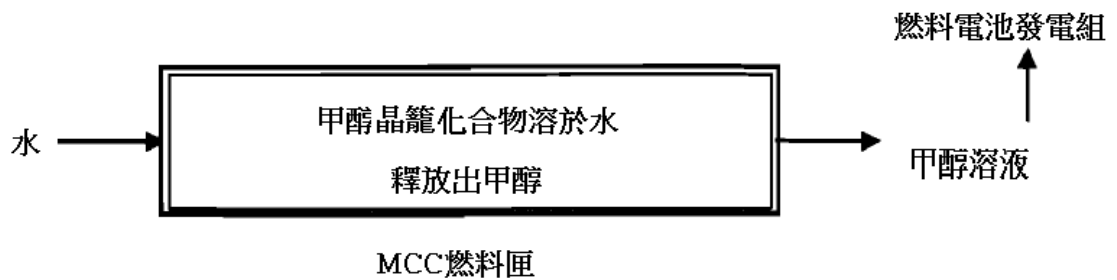 燃料電池發電組
甲醇晶籠化合物溶於水
水
甲醇溶液
釋放出甲醇
MCC燃料匣